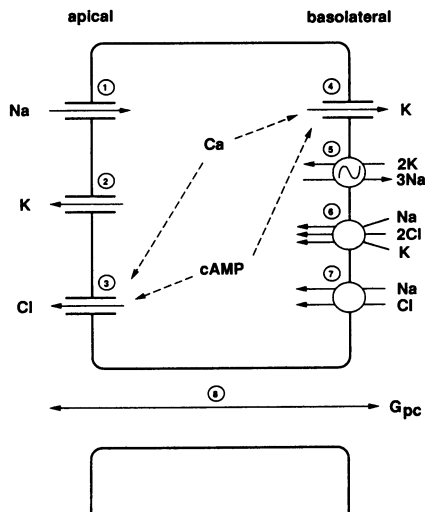 apical basolateral
① ④
Na K
Ca
⑤
2K
3Na
②
K
⑥
Na
2Cl
K
cAMP
③ ⑦
Cl
Na
Cl
⑧
Gpc